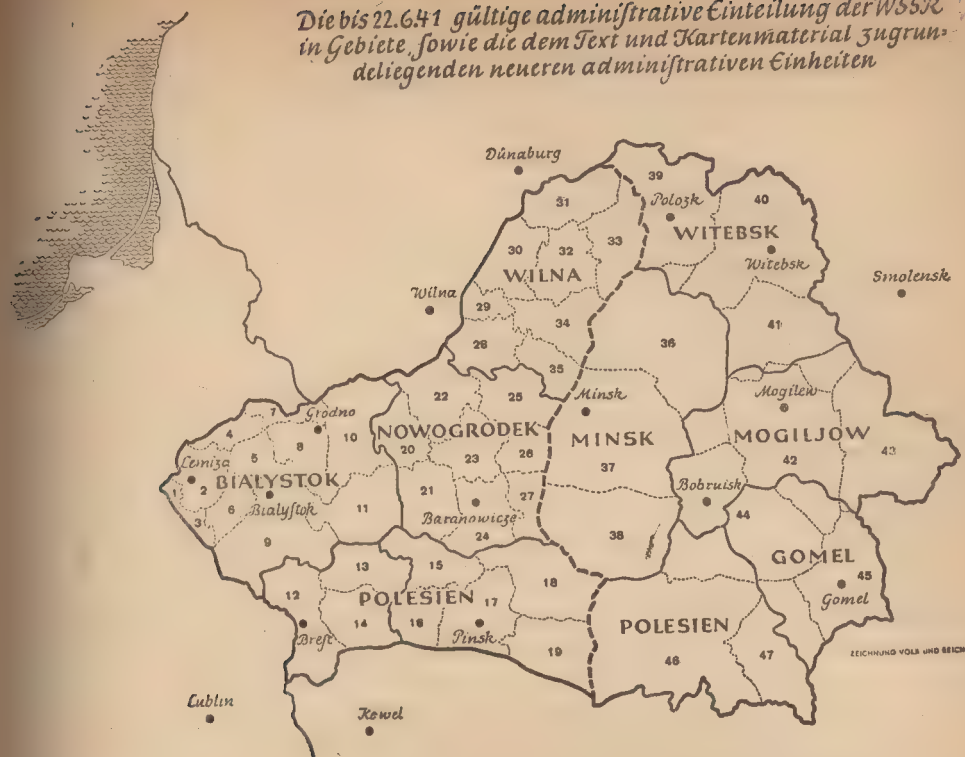 Die bis 22.6.41 gültige adminiſtrative Einteilung der WSSR
in Gebiete, ſowie die dem Text und Kartenmaterial zugrun-
deliegenden neueren adminiſtrativen Einheiten
Dünaburg
39
Polozk
40
31
WITEBSK
30
32
33
Witebsk
WILNA
Smolensk
Wilna
29
34
41
28
36
35
22
25
Minsk
Mogilew
7
Grodno
4
10
8
NOWOGRODEK
MINSK
MOGILJOW
5
20
23
26
42
43
Lomza
37
BIALYSTOK
1
2
21
27
Bobruisk
6
Bialyſtok
11
Baranowicze
3
44
9
24
38
GOMEL
13
15
18
45
12
POLESIEN
17
Gomel
14
16
Pinsk
POLESIEN
Breſt
19
46
47
ZEICHNUNG VOLK UND REICH
Lublin
Kowel